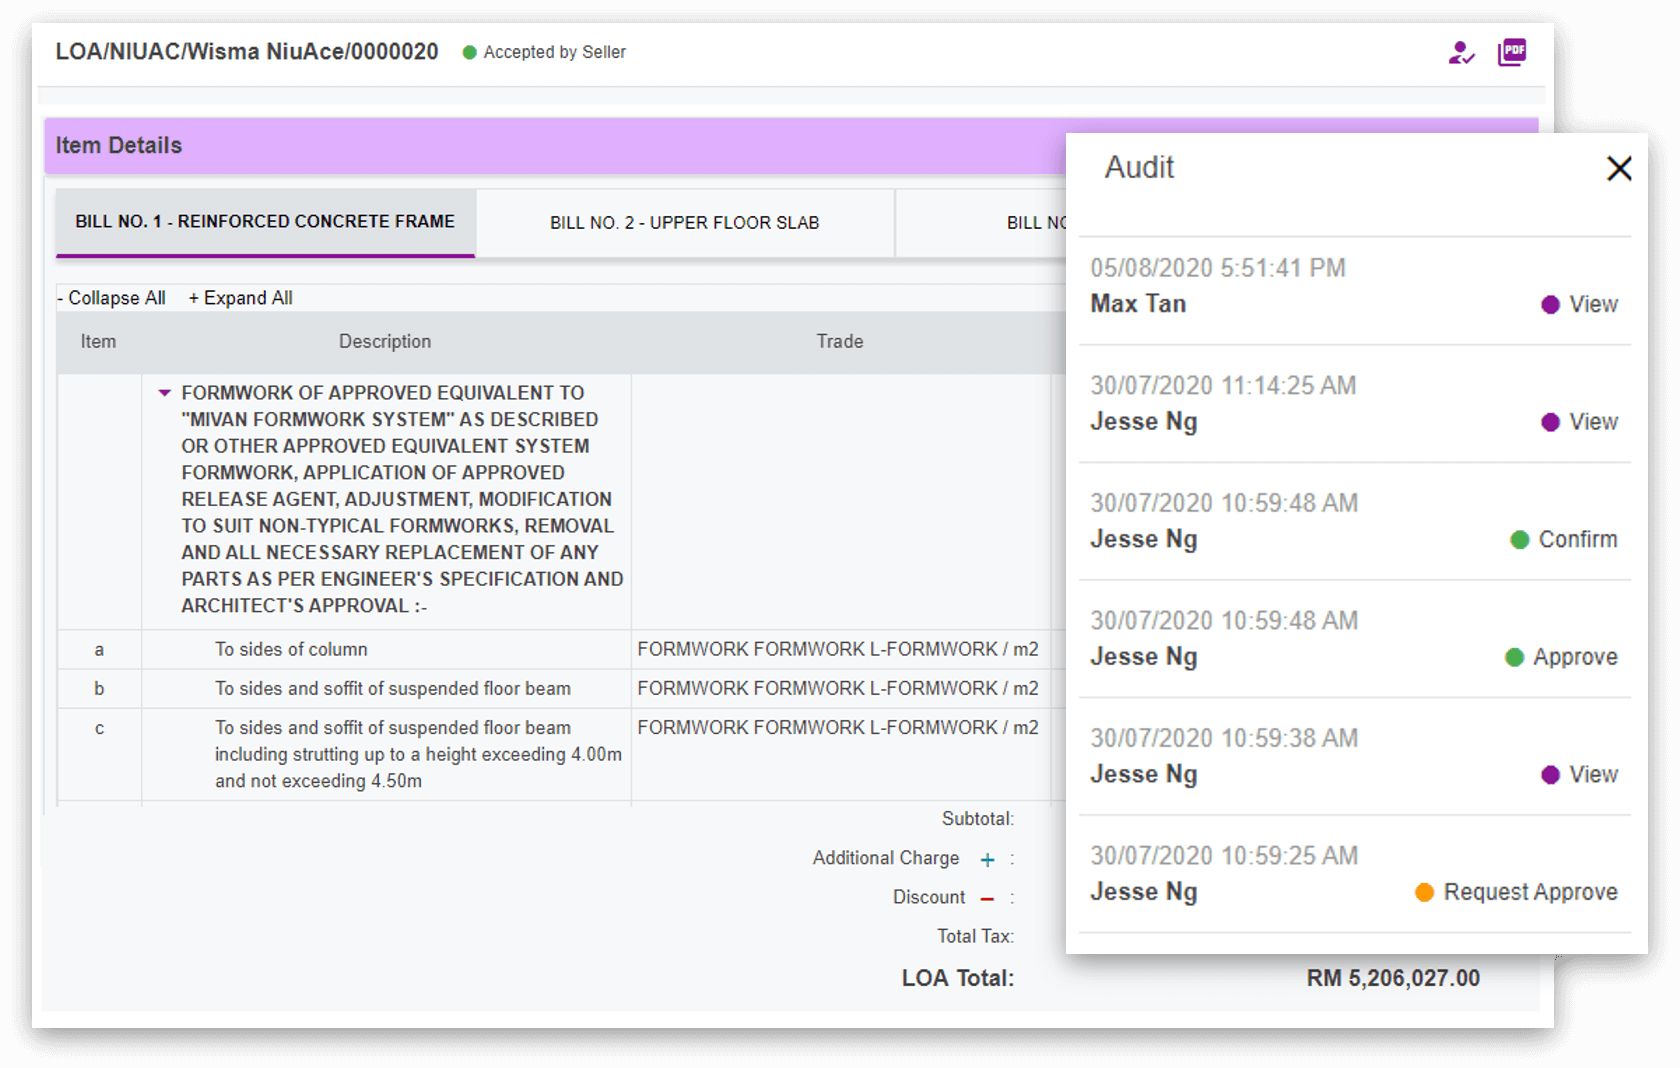 LOA/NIUAC/Wisma NiuAce/0000020 Accepted by Seller
PDF
Item Details
BILL NO. 1 - REINFORCED CONCRETE FRAME
BILL NO. 2 - UPPER FLOOR SLAB
BILL NO
- Collapse All + Expand All
Item Description Trade
FORMWORK OF APPROVED EQUIVALENT TO
"MIVAN FORMWORK SYSTEM" AS DESCRIBED
OR OTHER APPROVED EQUIVALENT SYSTEM
FORMWORK, APPLICATION OF APPROVED
RELEASE AGENT, ADJUSTMENT, MODIFICATION
TO SUIT NON-TYPICAL FORMWORKS, REMOVAL
AND ALL NECESSARY REPLACEMENT OF ANY
PARTS AS PER ENGINEER'S SPECIFICATION AND
ARCHITECT'S APPROVAL :-
a To sides of column FORMWORK FORMWORK L-FORMWORK / m2
b To sides and soffit of suspended floor beam FORMWORK FORMWORK L-FORMWORK / m2
c To sides and soffit of suspended floor beam FORMWORK FORMWORK L-FORMWORK / m2
including strutting up to a height exceeding 4.00m
and not exceeding 4.50m
Subtotal:
Additional Charge + :
Discount - :
Total Tax:
LOA Total: RM 5,206,027.00
Audit
05/08/2020 5:51:41 PM
Max Tan View
30/07/2020 11:14:25 AM
Jesse Ng View
30/07/2020 10:59:48 AM
Jesse Ng Confirm
30/07/2020 10:59:48 AM
Jesse Ng Approve
30/07/2020 10:59:38 AM
Jesse Ng View
30/07/2020 10:59:25 AM
Jesse Ng Request Approve